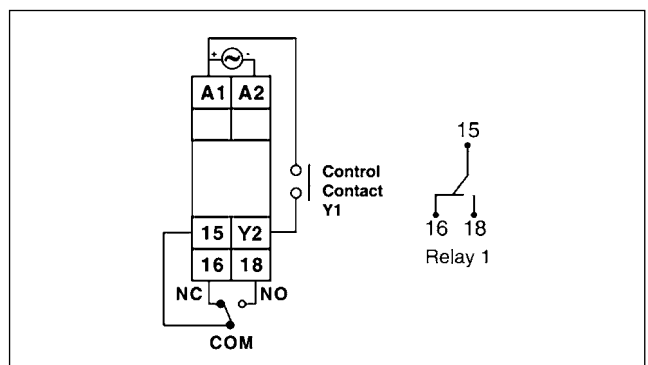 + -
A1 A2
Control
Contact
Y1
15 Y2
16 18
NC NO
COM
15
16 18
Relay 1